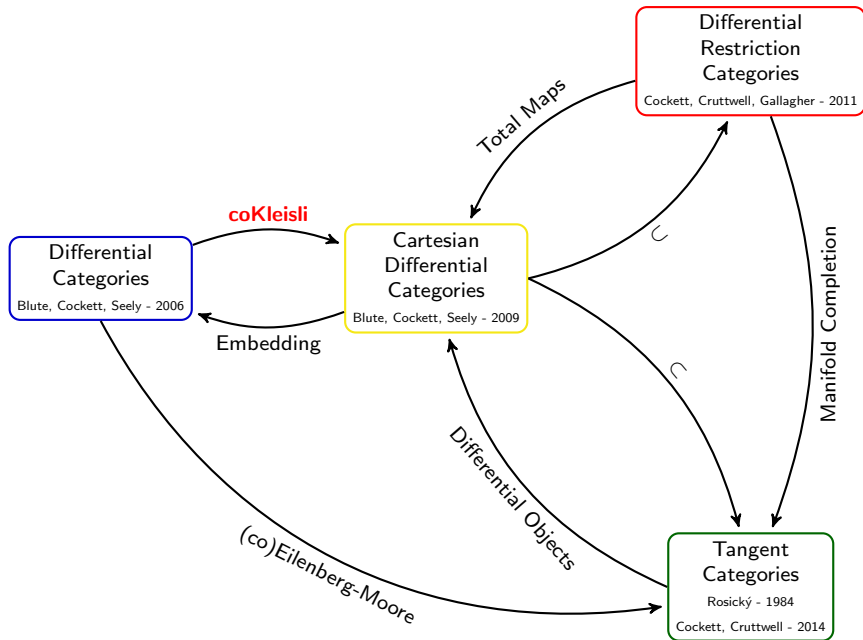 Differential
Restriction
Categories
Cockett, Cruttwell, Gallagher - 2011
Total Maps
coKleisli
Differential
Categories
Blute, Cockett, Seely - 2006
Cartesian
Differential
Categories
Blute, Cockett, Seely - 2009
⊂
Embedding
Manifold Completion
⊂
Differential Objects
(co)Eilenberg-Moore
Tangent
Categories
Rosický - 1984
Cockett, Cruttwell - 2014